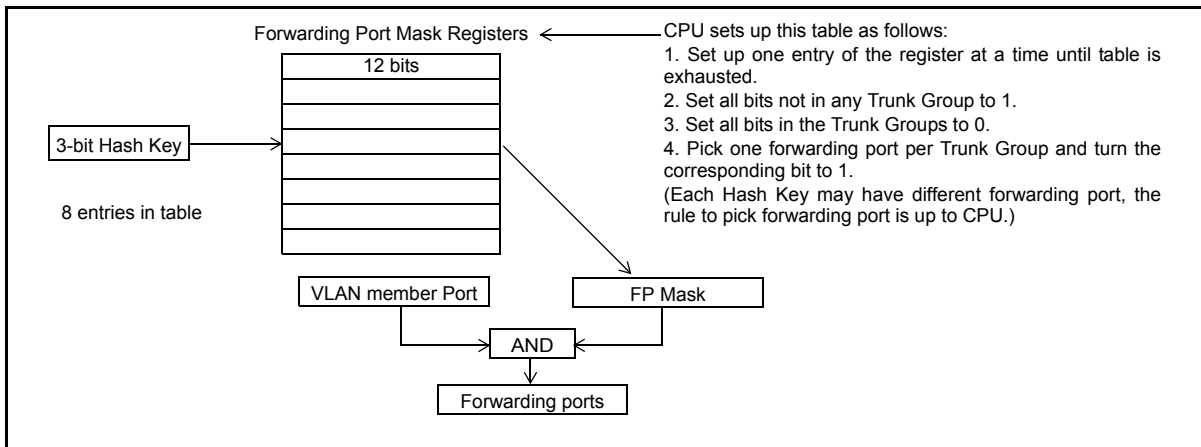 Forwarding Port Mask Registers
CPU sets up this table as follows:
1. Set up one entry of the register at a time until table is
exhausted.
2. Set all bits not in any Trunk Group to 1.
3. Set all bits in the Trunk Groups to 0.
4. Pick one forwarding port per Trunk Group and turn the
corresponding bit to 1.
(Each Hash Key may have different forwarding port, the
rule to pick forwarding port is up to CPU.)
12 bits
3-bit Hash Key
8 entries in table
VLAN member Port
FP Mask
AND
Forwarding ports